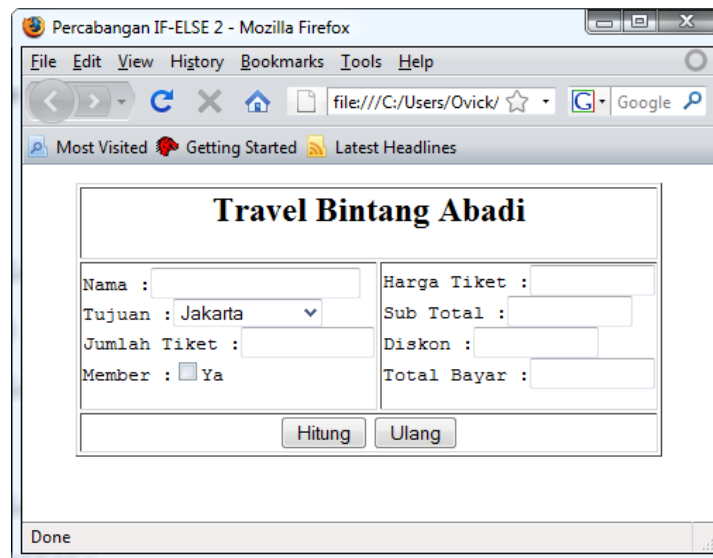 Percabangan IF-ELSE 2 - Mozilla Firefox
File Edit View History Bookmarks Tools Help
file:///C:/Users/Ovick/ G Google
Most Visited Getting Started Latest Headlines
Travel Bintang Abadi
Nama :
Tujuan : Jakarta
Jumlah Tiket :
Member : Ya
Harga Tiket :
Sub Total :
Diskon :
Total Bayar :
Hitung Ulang
Done